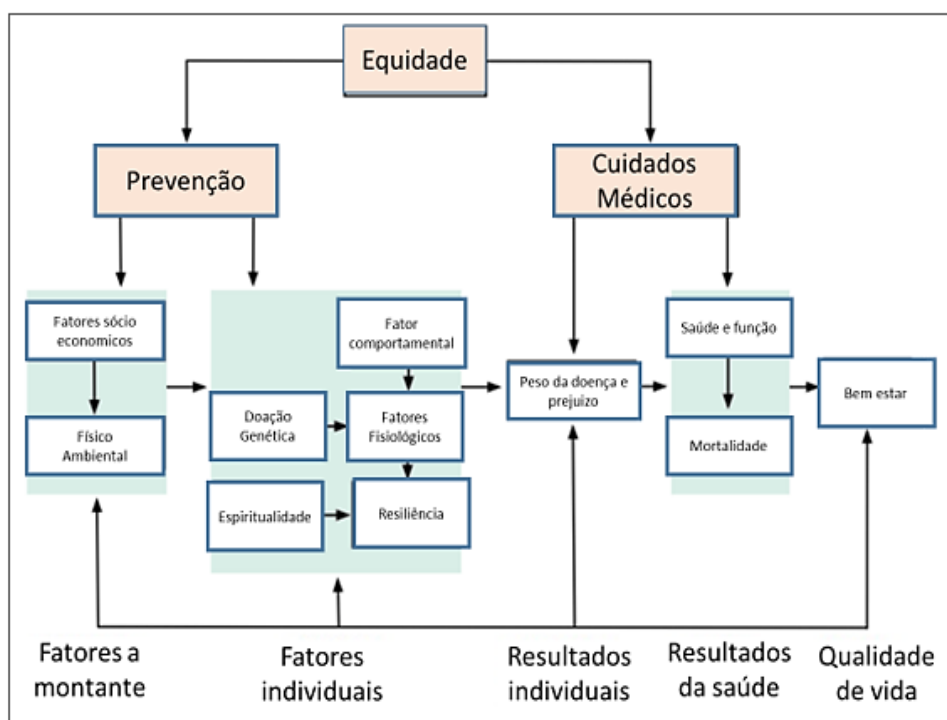 Equidade
Prevenção
Cuidados
Médicos
Fatores sócio
economicos
Físico
Ambiental
Fator
comportamental
Doação
Genética
Fatores
Fisiológicos
Espiritualidade
Resiliência
Peso da doença e
prejuizo
Saúde e função
Mortalidade
Bem estar
Fatores a
montante
Fatores
individuais
Resultados
individuais
Resultados
da saúde
Qualidade
de vida